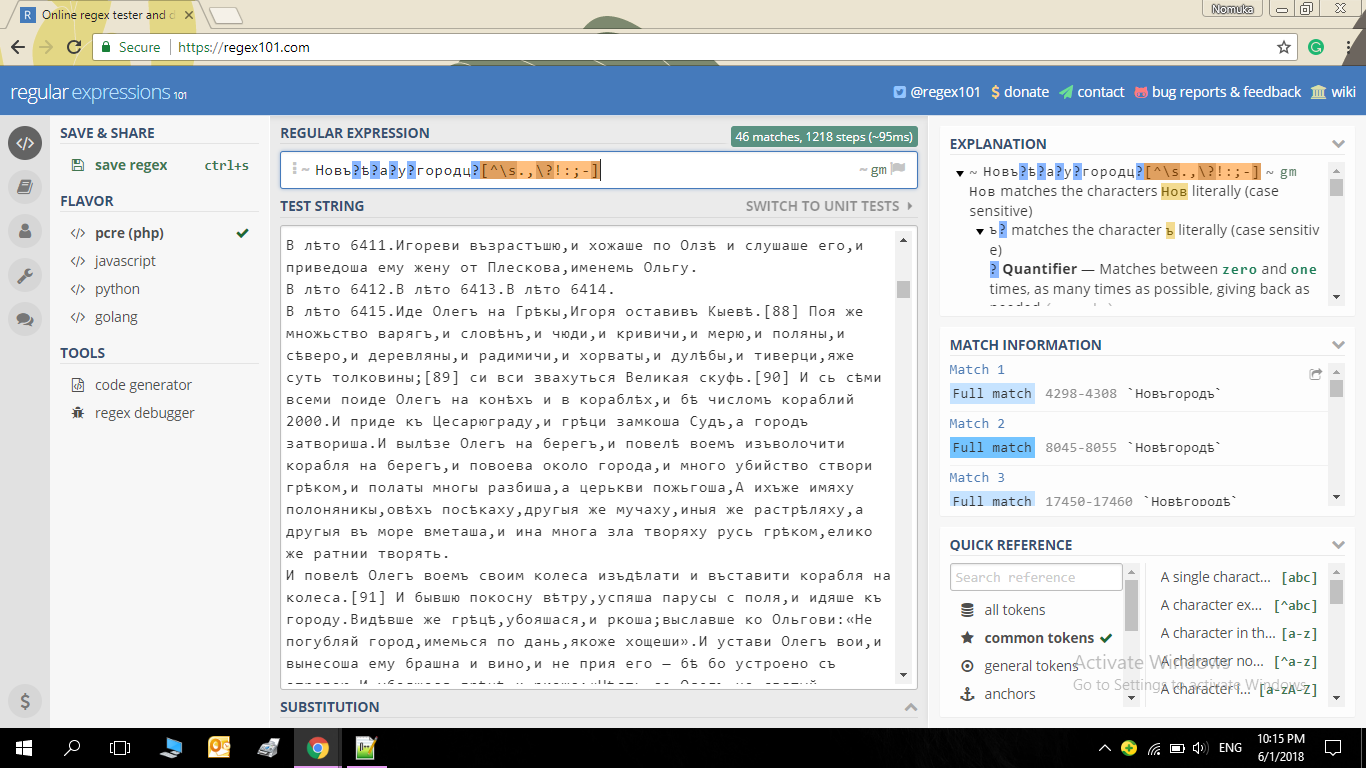 Online regex tester and d
Nomuka
Secure
https://regex101.com
regular expressions 101
@regex101
donate
contact
bug reports & feedback
wiki
SAVE & SHARE
save regex
ctrl+s
FLAVOR
pcre (php)
javascript
python
golang
TOOLS
code generator
regex debugger
REGULAR EXPRESSION
46 matches, 1218 steps (~95ms)
~ Новъ?ѣ?а?у?городц?[^\s.,\?!:;-]
~ gm
TEST STRING
SWITCH TO UNIT TESTS
В лѣто 6411.Игореви възрастъшю,и хожаше по Олзѣ и слушаше его,и
приведоша ему жену от Плескова,именемь Ольгу.
В лѣто 6412.В лѣто 6413.В лѣто 6414.
В лѣто 6415.Иде Олегъ на Грѣкы,Игоря оставивъ Кыевѣ.[88] Поя же
множьство варягъ,и словѣнъ,и чюди,и кривичи,и мерю,и поляны,и
сѣверо,и деревляны,и радимичи,и хорваты,и дулѣбы,и тиверци,яже
суть толковины;[89] си вси звахуться Великая скуфь.[90] И сь сѣми
всеми поиде Олегъ на конѣхъ и в кораблѣх,и бѣ числомъ кораблий
2000.И приде къ Цесарюграду,и грѣци замкоша Судъ,а городъ
затвориша.И вылѣзе Олегъ на берегъ,и повелѣ воемъ изъволочити
корабля на берегъ,и повоева около города,и много убийство створи
грѣком,и полаты многы разбиша,а церькви пожьгоша,А ихъже имяху
полоняникы,овѣхъ посѣкаху,другыя же мучаху,иныя же растрѣляху,а
другыя въ море вметаша,и ина многа зла творяху русь грѣком,елико
же ратнии творять.
И повелѣ Олегъ воемъ своим колеса изъдѣлати и въставити корабля на
колеса.[91] И бывшю покосну вѣтру,успяша парусы с поля,и идяше къ
городу.Видѣвше же грѣцѣ,убояшася,и ркоша;выславше ко Ольгови:«Не
погубляй город,имемься по дань,якоже хощеши».И устави Олегъ вои,и
вынесоша ему брашна и вино,и не прия его — бѣ бо устроено съ
SUBSTITUTION
EXPLANATION
~ Новъ?ѣ?а?у?городц?[^\s.,\?!:;-] ~ gm
Нов matches the characters Нов literally (case
sensitive)
ъ? matches the character ъ literally (case sensitiv
e)
? Quantifier — Matches between zero and one
times, as many times as possible, giving back as
MATCH INFORMATION
Match 1
Full match 4298-4308 `Новъгородъ`
Match 2
Full match 8045-8055 `Новѣгородѣ`
Match 3
Full match 17450-17460 `Новѣгородѣ`
QUICK REFERENCE
Search reference
all tokens
common tokens
general tokens
anchors
A single charact... [abc]
A character ex... [^abc]
A character in th... [a-z]
A character no... [^a-z]
A character i... [a-zA-Z]
Activate Windows
Go to Settings to activate Windows.
ENG
10:15 PM
6/1/2018